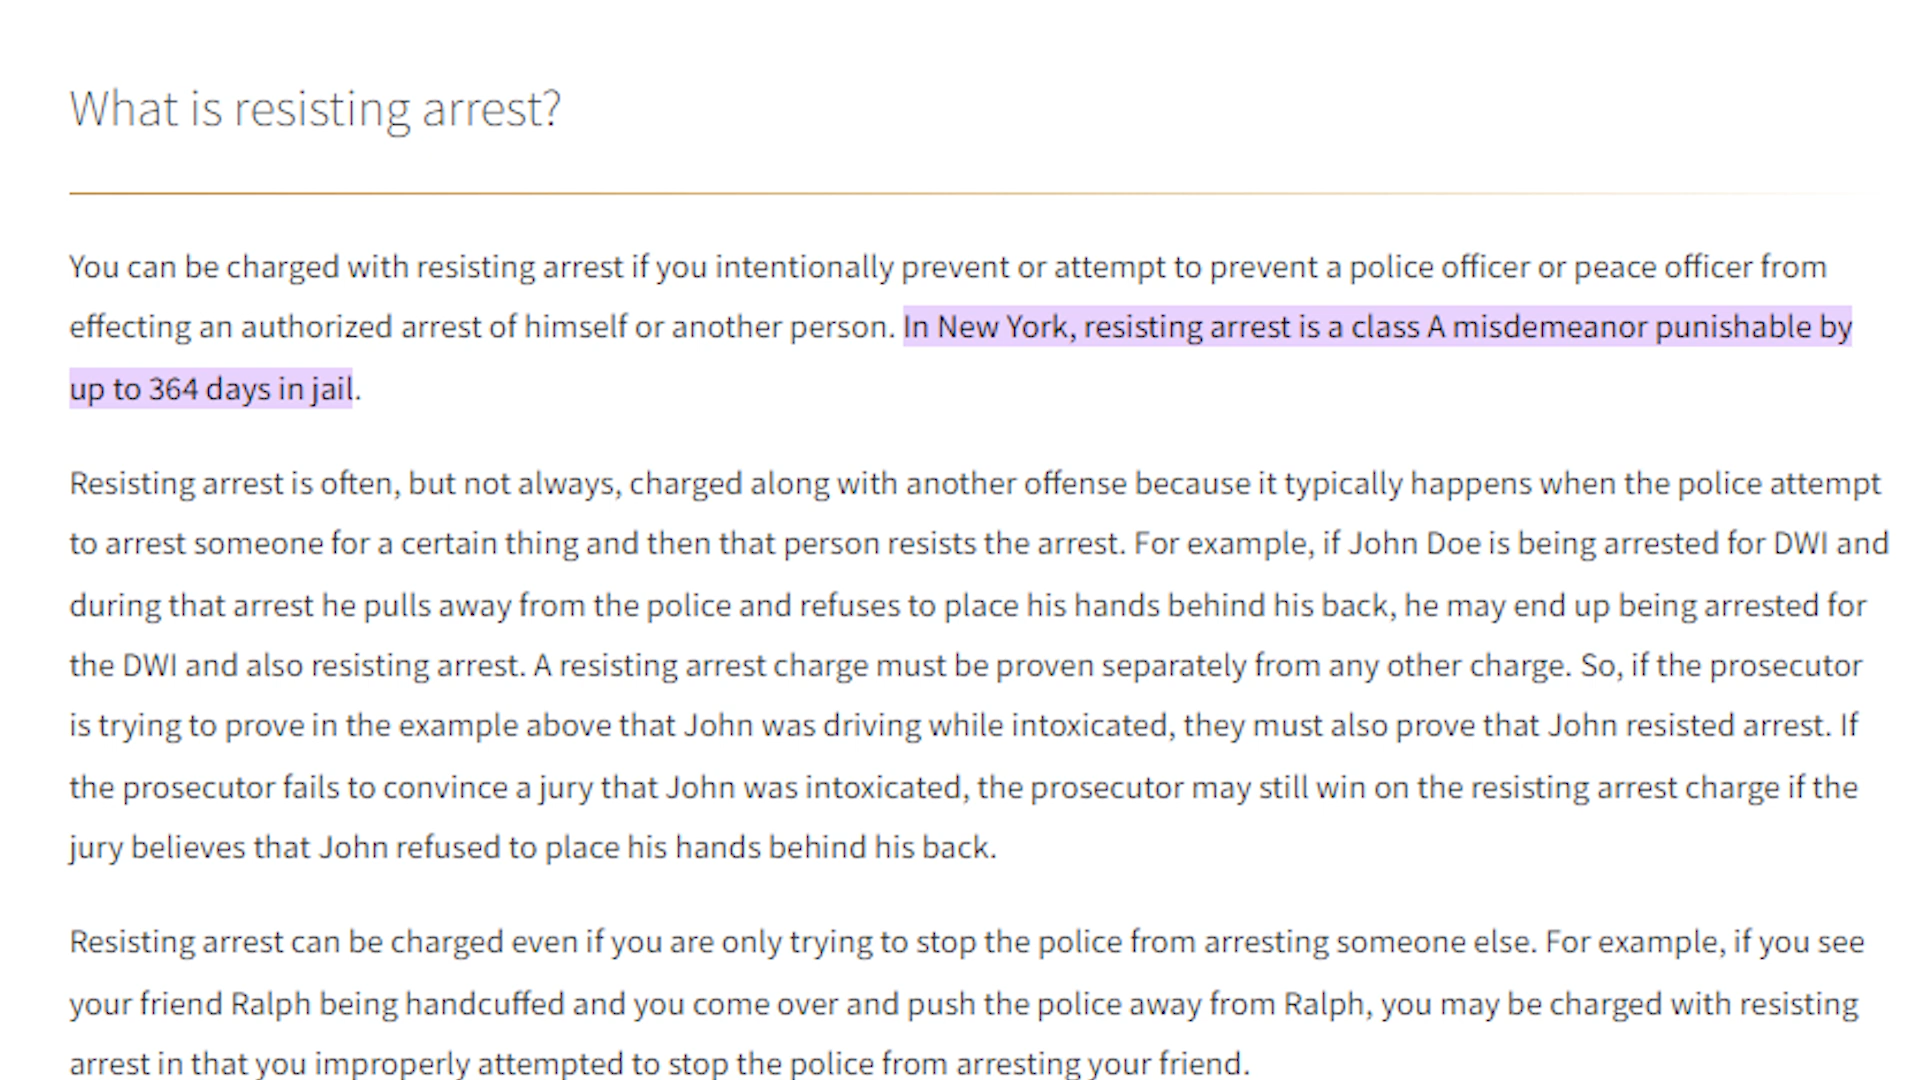 What is resisting arrest?
You can be charged with resisting arrest if you intentionally prevent or attempt to prevent a police officer or peace officer from
effecting an authorized arrest of himself or another person. In New York, resisting arrest is a class A misdemeanor punishable by
up to 364 days in jail.
Resisting arrest is often, but not always, charged along with another offense because it typically happens when the police attempt
to arrest someone for a certain thing and then that person resists the arrest. For example, if John Doe is being arrested for DWI and
during that arrest he pulls away from the police and refuses to place his hands behind his back, he may end up being arrested for
the DWI and also resisting arrest. A resisting arrest charge must be proven separately from any other charge. So, if the prosecutor
is trying to prove in the example above that John was driving while intoxicated, they must also prove that John resisted arrest. If
the prosecutor fails to convince a jury that John was intoxicated, the prosecutor may still win on the resisting arrest charge if the
jury believes that John refused to place his hands behind his back.
Resisting arrest can be charged even if you are only trying to stop the police from arresting someone else. For example, if you see
your friend Ralph being handcuffed and you come over and push the police away from Ralph, you may be charged with resisting
arrest in that you improperly attempted to stop the police from arresting your friend.